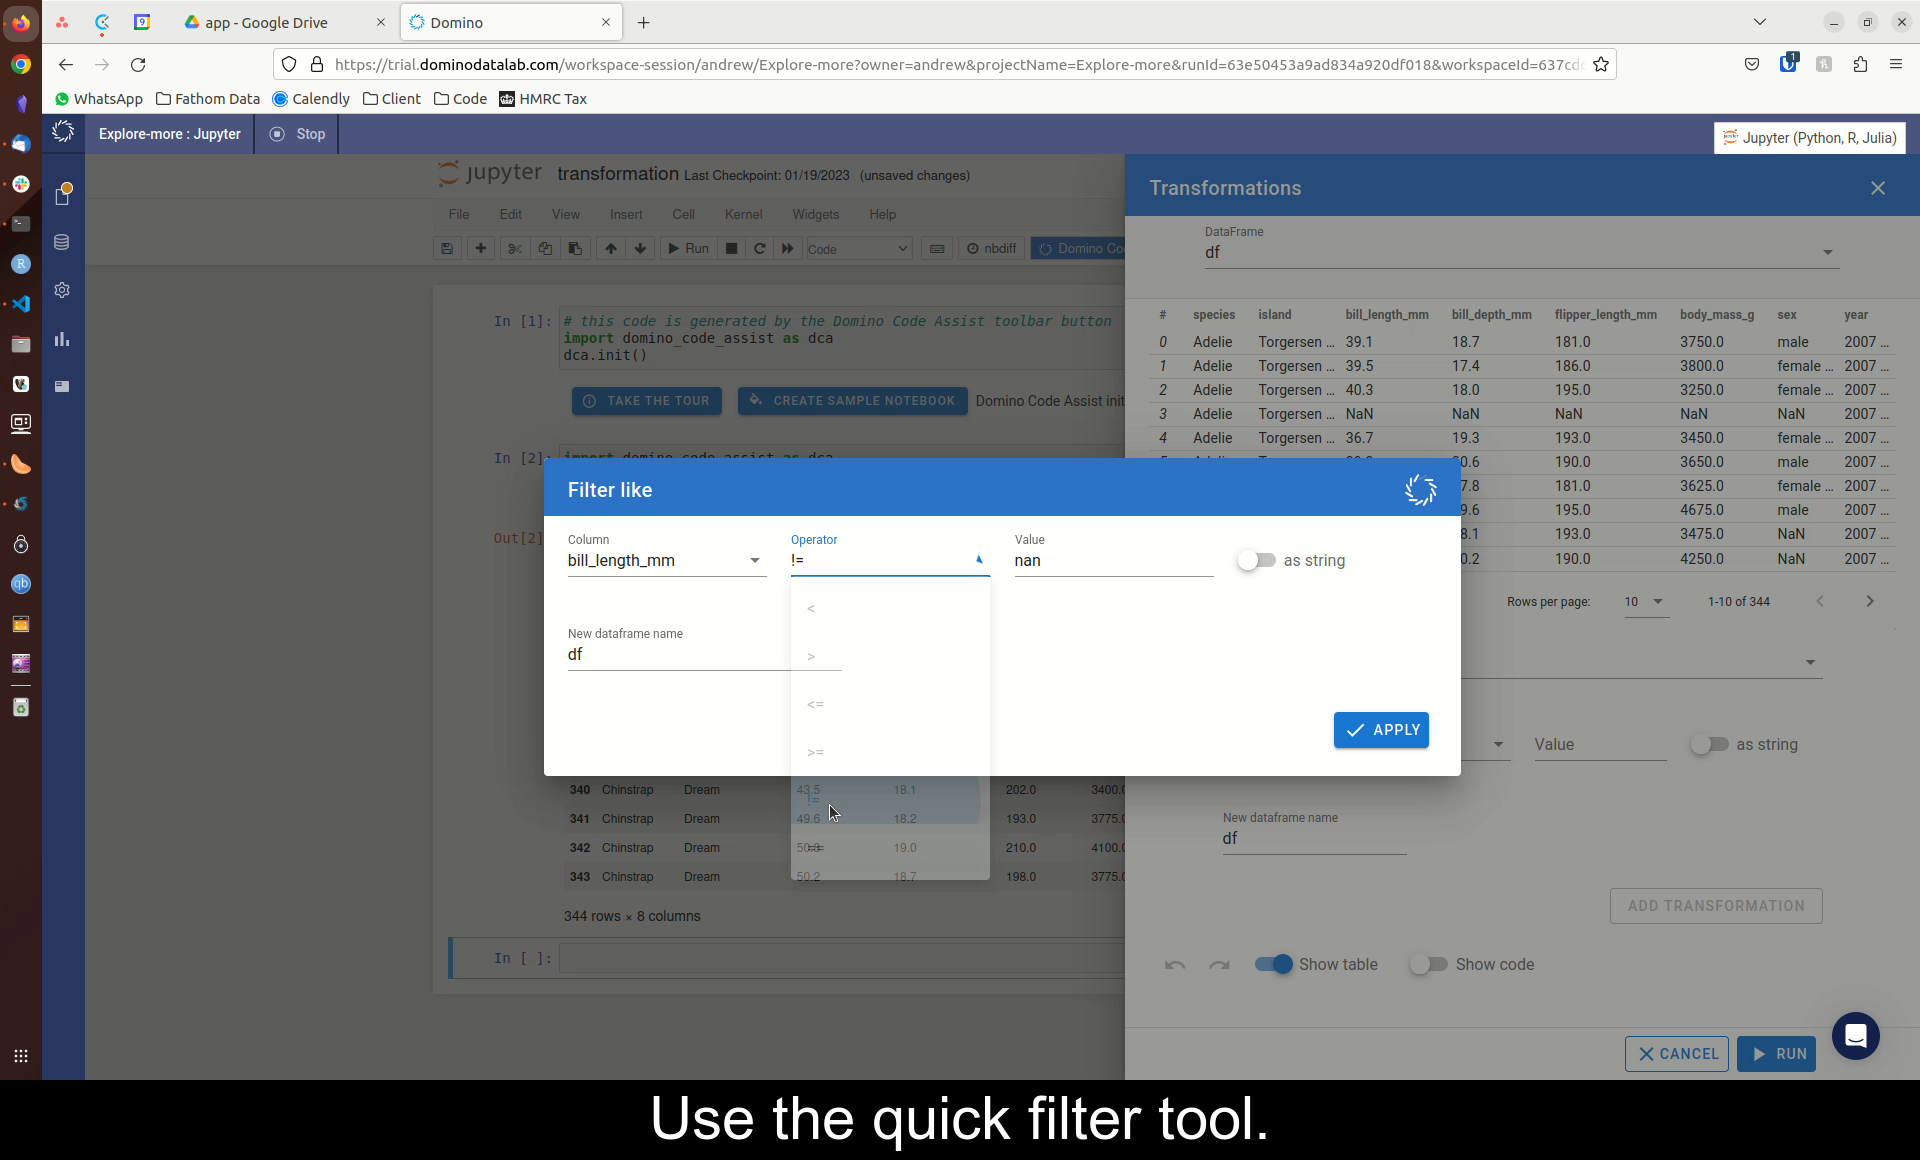 app - Google Drive
Domino
https://trial.dominodatalab.com/workspace-session/andrew/Explore-more?owner=andrew&projectName=Explore-more&runId=63e50453a9ad834a920df018&workspaceId=637cd
1
WhatsApp
Fathom Data
Calendly
Client
Code
HMRC Tax
Explore-more : Jupyter
Stop
Jupyter (Python, R, Julia)
jupyter transformation Last Checkpoint: 01/19/2023 (unsaved changes)
File Edit View Insert Cell Kernel Widgets Help
Run
Code
nbdiff
Domino Co
In [1]:
# this code is generated by the Domino Code Assist toolbar button
import domino_code_assist as dca
dca.init()
TAKE THE TOUR
CREATE SAMPLE NOTEBOOK
Domino Code Assist init
In [2]:
import domino_code_assist as dca
Out[2]
340 Chinstrap Dream 43.5 18.1 202.0 3400.0
341 Chinstrap Dream 49.6 18.2 193.0 3775.0
342 Chinstrap Dream 50.8 19.0 210.0 4100.0
343 Chinstrap Dream 50.2 18.7 198.0 3775.0
344 rows × 8 columns
In [ ]:
Transformations
DataFrame
df
# species island bill_length_mm bill_depth_mm flipper_length_mm body_mass_g sex year
0 Adelie Torgersen ... 39.1 18.7 181.0 3750.0 male 2007 ...
1 Adelie Torgersen ... 39.5 17.4 186.0 3800.0 female ... 2007 ...
2 Adelie Torgersen ... 40.3 18.0 195.0 3250.0 female ... 2007 ...
3 Adelie Torgersen ... NaN NaN NaN NaN NaN 2007 ...
4 Adelie Torgersen ... 36.7 19.3 193.0 3450.0 female ... 2007 ...
0.6 190.0 3650.0 male 2007 ...
7.8 181.0 3625.0 female ... 2007 ...
9.6 195.0 4675.0 male 2007 ...
8.1 193.0 3475.0 NaN 2007 ...
0.2 190.0 4250.0 NaN 2007 ...
Rows per page: 10
1-10 of 344
Filter like
Column
bill_length_mm
Operator
!=
Value
nan
as string
<
>
<=
>=
!=
==
New dataframe name
df
APPLY
Value
as string
New dataframe name
df
ADD TRANSFORMATION
Show table
Show code
CANCEL
RUN
Use the quick filter tool.